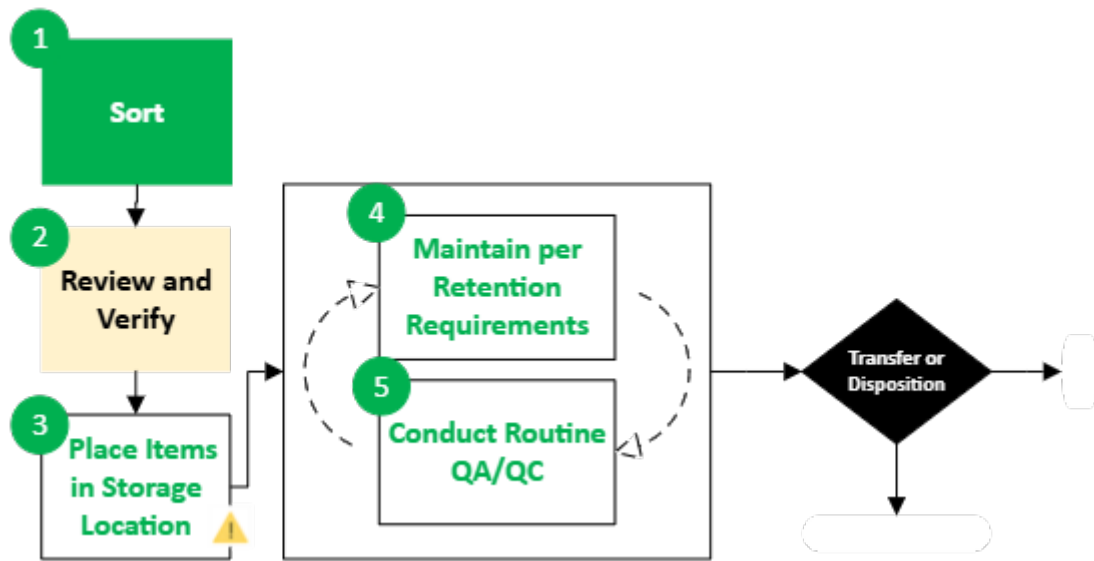 1
Sort
2
Review and
Verify
3
Place Items
in Storage
Location
4
Maintain per
Retention
Requirements
5
Conduct Routine
QA/QC
Transfer or
Disposition